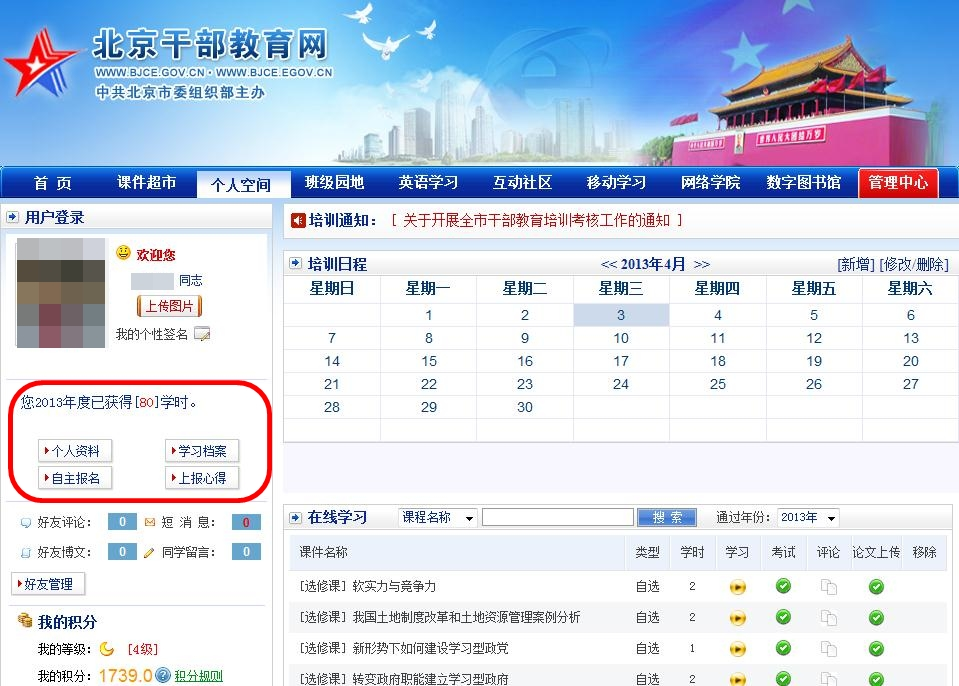 北京干部教育网
WWW.BJCE.GOV.CN · WWW.BJCE.EGOV.CN
中共北京市委组织部主办
世界人民大团结万岁
首 页 课件超市 个人空间 班级园地 英语学习 互动社区 移动学习 网络学院 数字图书馆 管理中心
用户登录
欢迎您
同志
上传图片
我的个性签名
您2013年度已获得[80]学时。
个人资料 学习档案
自主报名 上报心得
好友评论： 0 短 消 息： 0
好友博文： 0 同学留言： 0
好友管理
我的积分
我的等级： [4级]
我的积分： 1739.0 积分规则
培训通知： [ 关于开展全市干部教育培训考核工作的通知 ]
培训日程 << 2013年4月 >> [新增] [修改/删除]
星期日 星期一 星期二 星期三 星期四 星期五 星期六
1 2 3 4 5 6
7 8 9 10 11 12 13
14 15 16 17 18 19 20
21 22 23 24 25 26 27
28 29 30
在线学习 课程名称 搜 索 通过年份： 2013年
课件名称 类型 学时 学习 考试 评论 论文上传 移除
[选修课] 软实力与竞争力 自选 2
[选修课] 我国土地制度改革和土地资源管理案例分析 自选 2
[选修课] 新形势下如何建设学习型政党 自选 1
[选修课] 转变政府职能建立学习型政府 自选 2